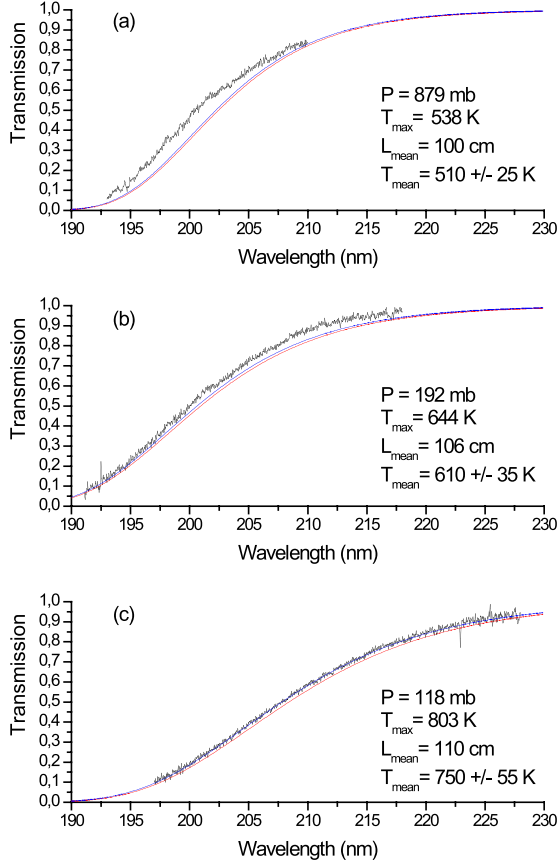 (a)
Transmission
1,0
0,9
0,8
0,7
0,6
0,5
0,4
0,3
0,2
0,1
0,0
P = 879 mb
Tmax= 538 K
Lmean= 100 cm
Tmean= 510 +/- 25 K
190 195 200 205 210 215 220 225 230
Wavelength (nm)
(b)
Transmission
1,0
0,9
0,8
0,7
0,6
0,5
0,4
0,3
0,2
0,1
0,0
P = 192 mb
Tmax= 644 K
Lmean= 106 cm
Tmean= 610 +/- 35 K
190 195 200 205 210 215 220 225 230
Wavelength (nm)
(c)
Transmission
1,0
0,9
0,8
0,7
0,6
0,5
0,4
0,3
0,2
0,1
0,0
P = 118 mb
Tmax= 803 K
Lmean= 110 cm
Tmean= 750 +/- 55 K
190 195 200 205 210 215 220 225 230
Wavelength (nm)